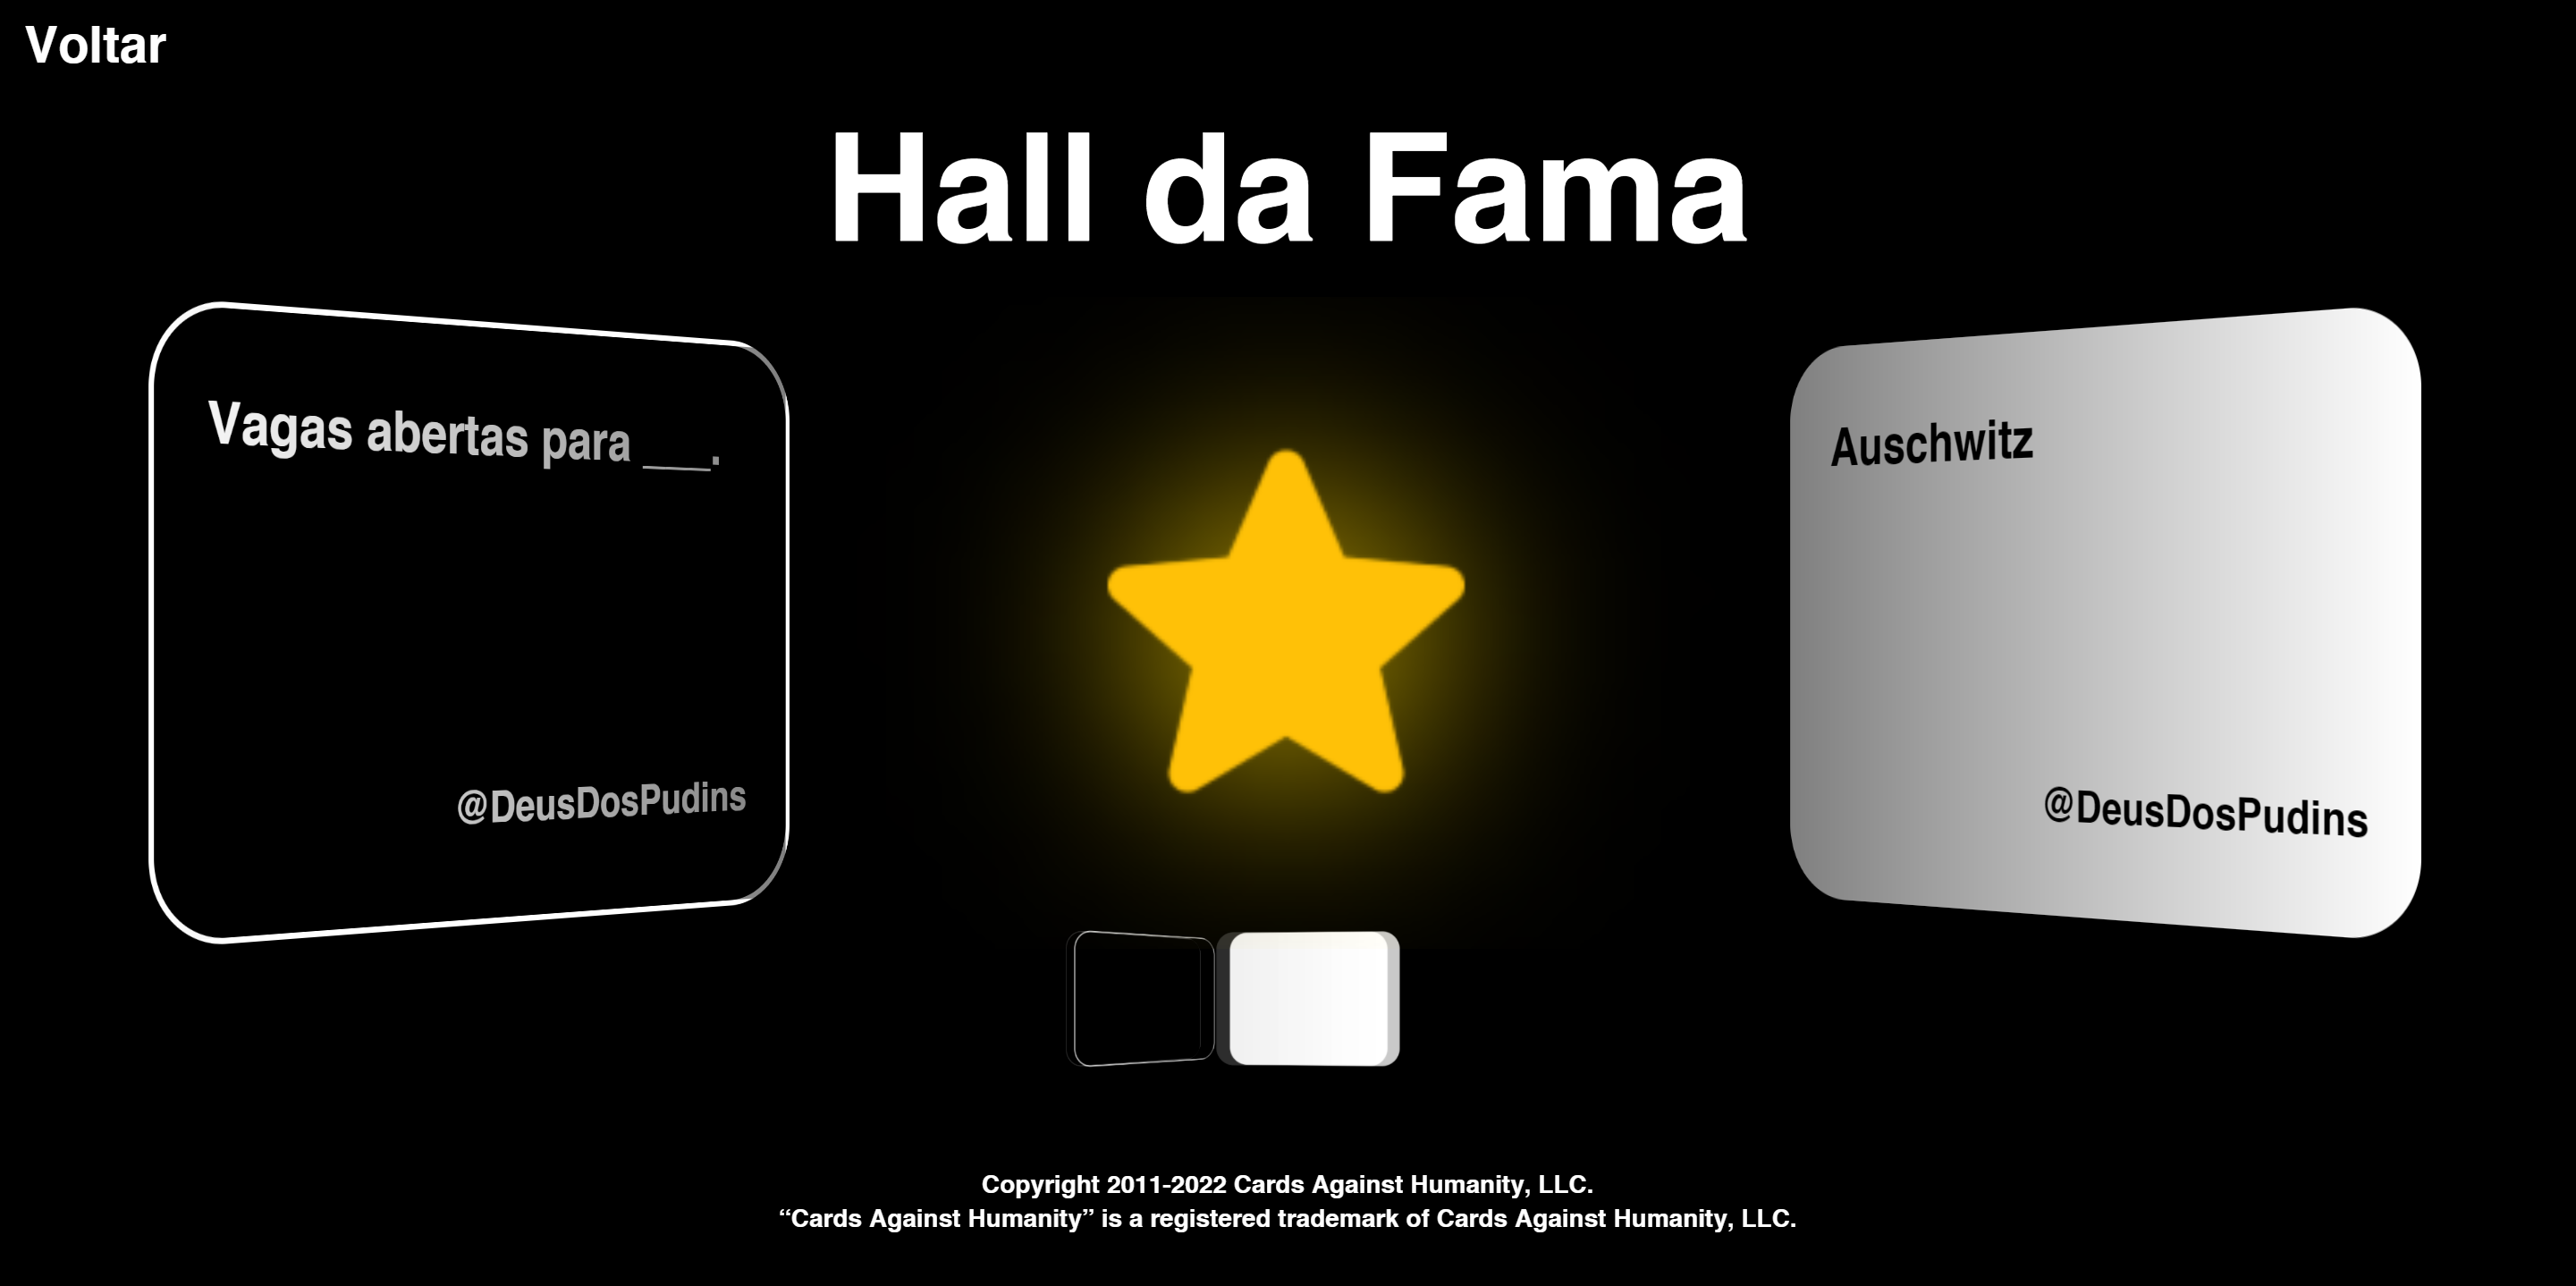 Voltar
Hall da Fama
Vagas abertas para ___.
@DeusDosPudins
Auschwitz
@DeusDosPudins
Copyright 2011-2022 Cards Against Humanity, LLC.
“Cards Against Humanity” is a registered trademark of Cards Against Humanity, LLC.